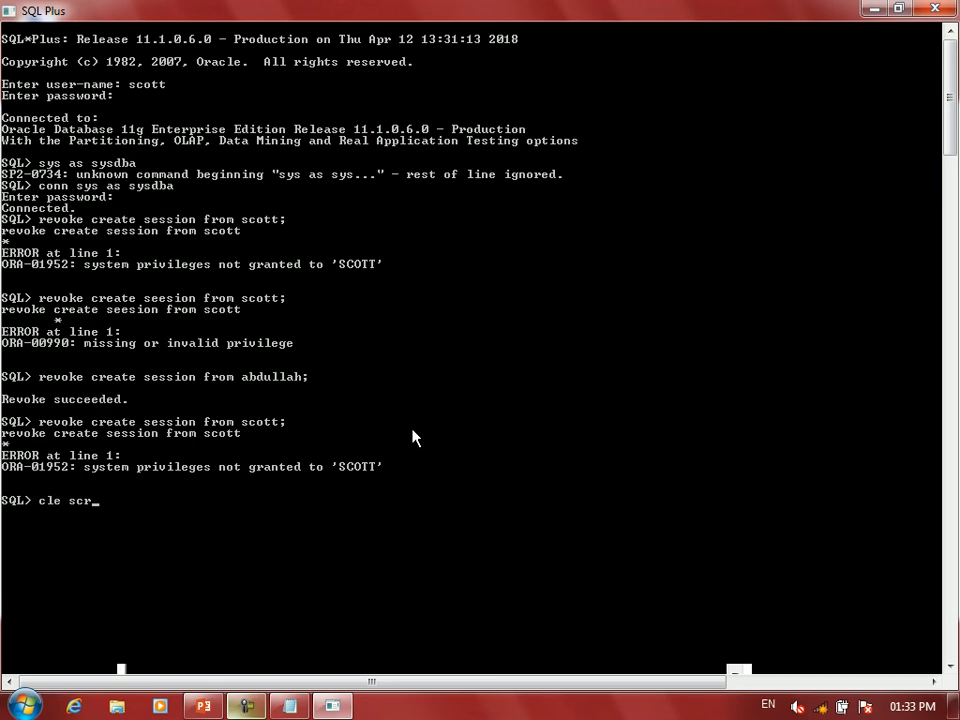 SQL Plus
SQL*Plus: Release 11.1.0.6.0 - Production on Thu Apr 12 13:31:13 2018
Copyright (c) 1982, 2007, Oracle.  All rights reserved.
Enter user-name: scott
Enter password:
Connected to:
Oracle Database 11g Enterprise Edition Release 11.1.0.6.0 - Production
With the Partitioning, OLAP, Data Mining and Real Application Testing options
SQL> sys as sysdba
SP2-0734: unknown command beginning "sys as sys..." - rest of line ignored.
SQL> conn sys as sysdba
Enter password:
Connected.
SQL> revoke create session from scott;
revoke create session from scott
*
ERROR at line 1:
ORA-01952: system privileges not granted to 'SCOTT'
SQL> revoke create seesion from scott;
revoke create seesion from scott
*
ERROR at line 1:
ORA-00990: missing or invalid privilege
SQL> revoke create session from abdullah;
Revoke succeeded.
SQL> revoke create session from scott;
revoke create session from scott
*
ERROR at line 1:
ORA-01952: system privileges not granted to 'SCOTT'
SQL> cle scr_
EN
01:33 PM